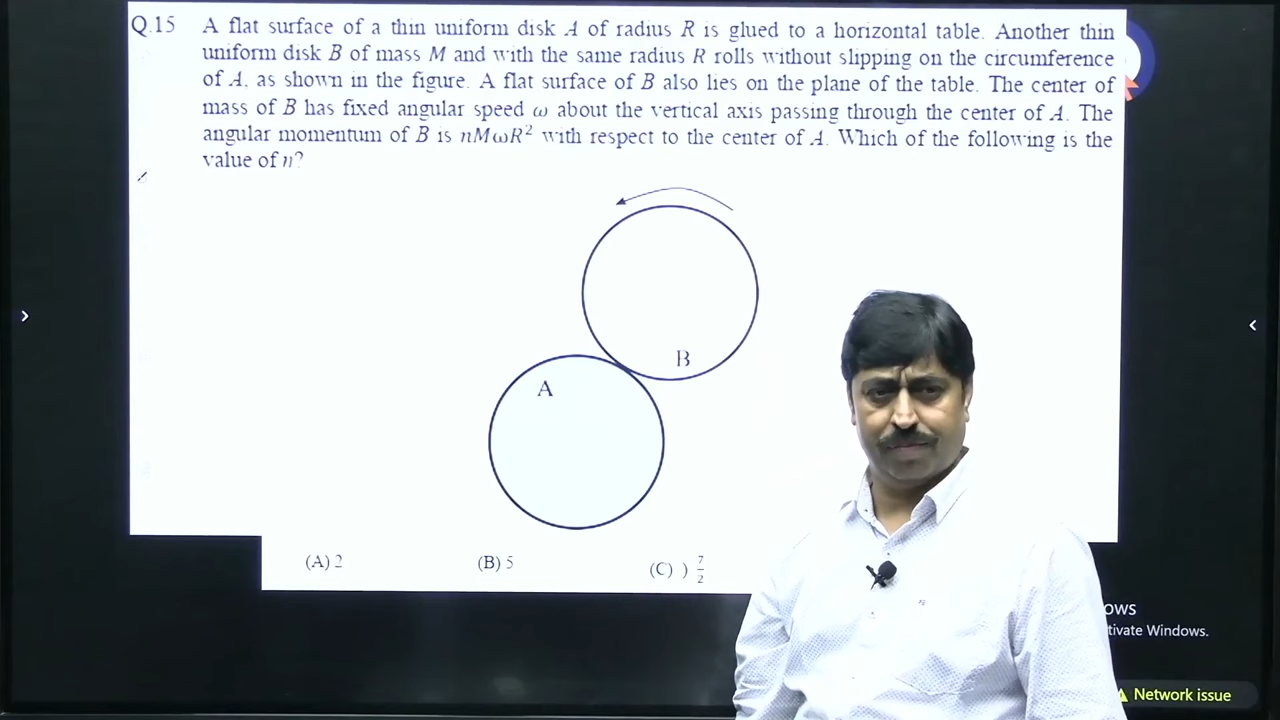 Q.15 A flat surface of a thin uniform disk A of radius R is glued to a horizontal table. Another thin
uniform disk B of mass M and with the same radius R rolls without slipping on the circumference
of A, as shown in the figure. A flat surface of B also lies on the plane of the table. The center of
mass of B has fixed angular speed ω about the vertical axis passing through the center of A. The
angular momentum of B is nMωR² with respect to the center of A. Which of the following is the
value of n?
B
A
(A) 2 (B) 5 (C) ) 7/2
ows
tivate Windows.
Network issue